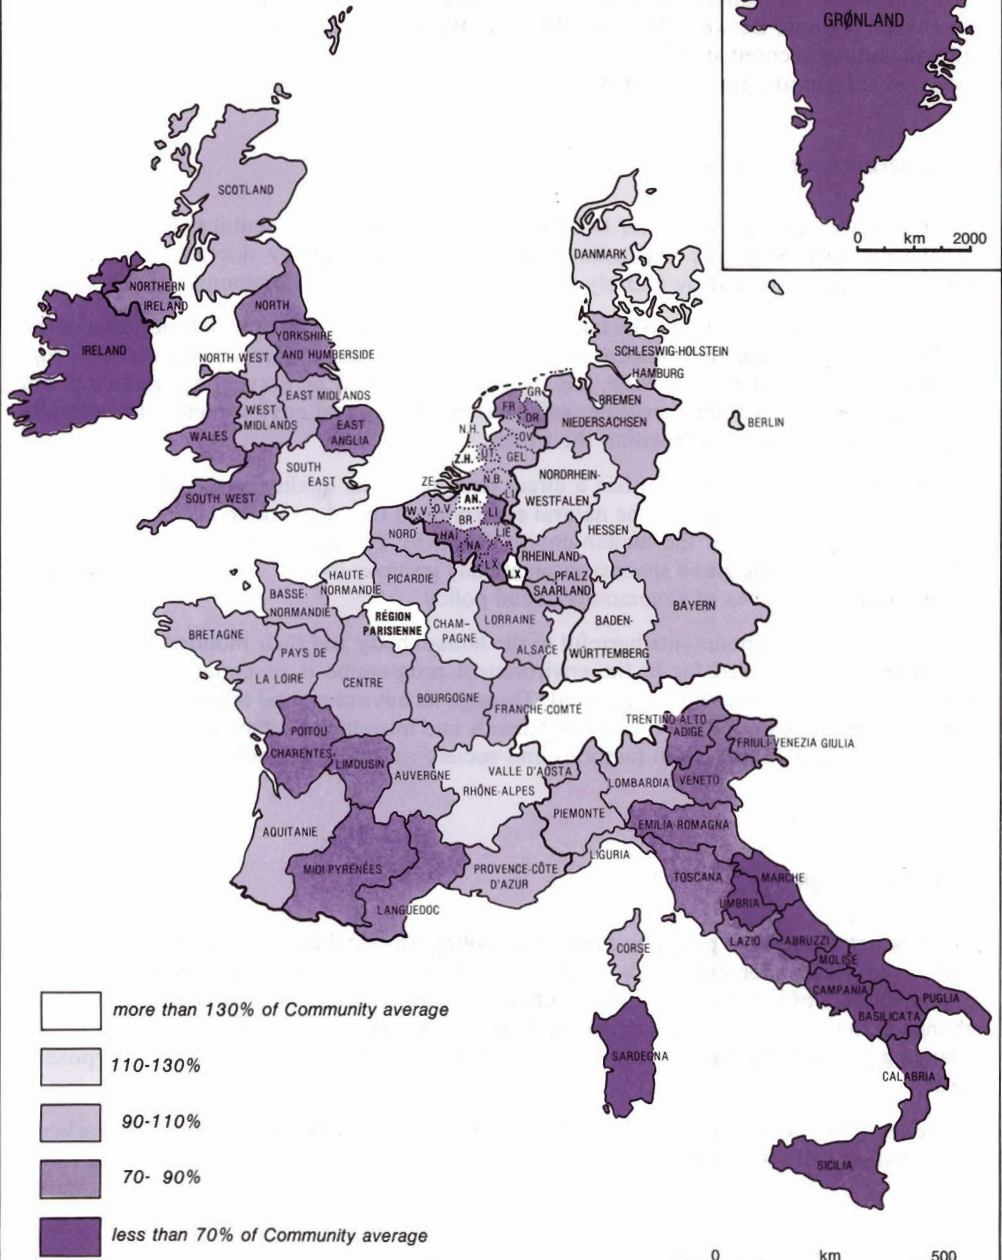 GRØNLAND
0 km 2000
SCOTLAND
NORTHERN
IRELAND
IRELAND
NORTH
YORKSHIRE
AND HUMBERSIDE
NORTH WEST
EAST MIDLANDS
WEST
MIDLANDS
WALES
EAST
ANGLIA
SOUTH
EAST
SOUTH WEST
DANMARK
SCHLESWIG-HOLSTEIN
HAMBURG
BREMEN
NIEDERSACHSEN
BERLIN
GR
FR
DR
N.H.
OV
Z.H.
UT.
GEL
ZE
N.B.
LI
NORDRHEIN-
WESTFALEN
HESSEN
AN.
W.V
O.V
LI
BR.
LIE
HAI
NA
LX
LX
RHEINLAND
PFALZ
SAARLAND
BADEN-
WÜRTTEMBERG
BAYERN
NORD
PICARDIE
HAUTE-
NORMANDIE
BASSE-
NORMANDIE
RÉGION
PARISIENNE
CHAM-
PAGNE
LORRAINE
ALSACE
BRETAGNE
PAYS DE
LA LOIRE
CENTRE
BOURGOGNE
FRANCHE-COMTÉ
POITOU-
CHARENTES
LIMOUSIN
AUVERGNE
RHÔNE-ALPES
VALLE D'AOSTA
AQUITANIE
MIDI-PYRENÉES
LANGUEDOC
PROVENCE-CÔTE
D'AZUR
CORSE
TRENTINO-ALTO
ADIGE
FRIULI-VENEZIA GIULIA
LOMBARDIA
VENETO
PIEMONTE
EMILIA-ROMAGNA
LIGURIA
TOSCANA
MARCHE
UMBRIA
LAZIO
ABRUZZI
MOLISE
CAMPANIA
PUGLIA
BASILICATA
CALABRIA
SARDEGNA
SICILIA
more than 130% of Community average
110-130%
90-110%
70- 90%
less than 70% of Community average
0 km 500